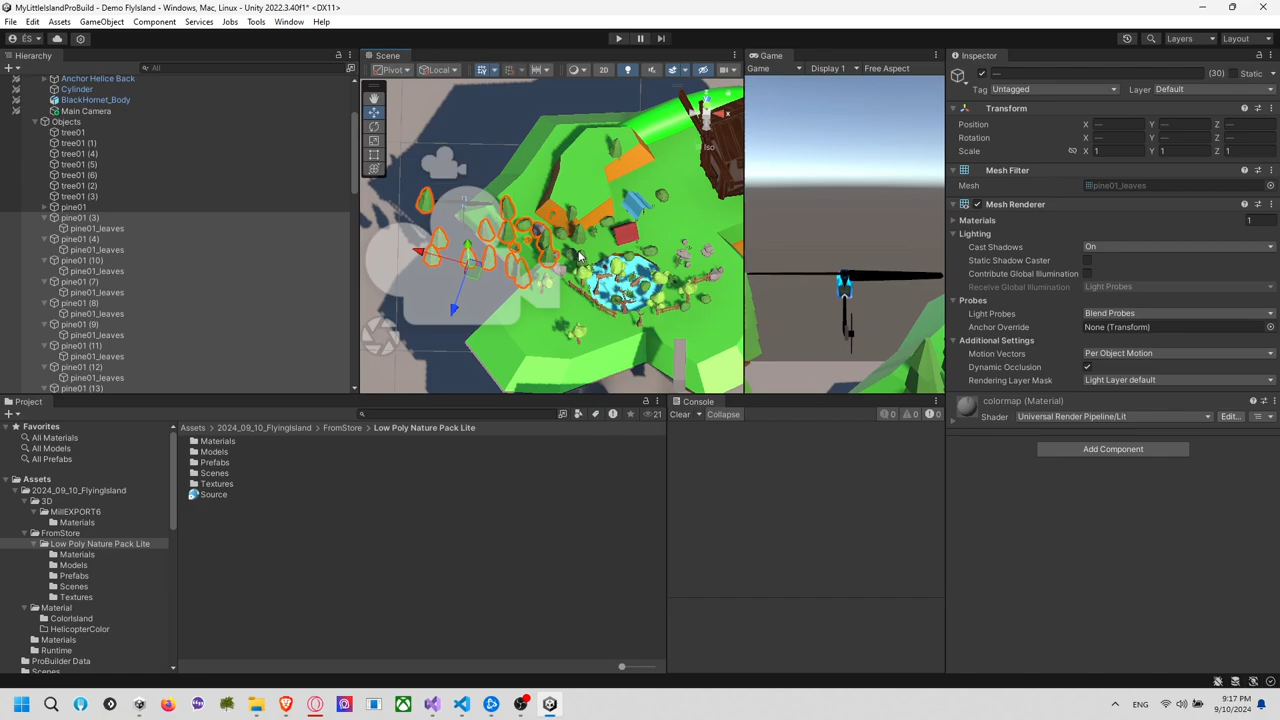 MyLittleIslandProBuild - Demo FlyIsland - Windows, Mac, Linux - Unity 2022.3.40f1* <DX11>
File Edit Assets GameObject Component Services Jobs Tools Window Help
ÉS
Layers Layout
Hierarchy
All
Anchor Helice Back
Cylinder
BlackHornet_Body
Main Camera
Objects
tree01
tree01 (1)
tree01 (4)
tree01 (5)
tree01 (6)
tree01 (2)
tree01 (3)
pine01
pine01 (3)
pine01_leaves
pine01 (4)
pine01_leaves
pine01 (10)
pine01_leaves
pine01 (7)
pine01_leaves
pine01 (8)
pine01_leaves
pine01 (9)
pine01_leaves
pine01 (11)
pine01_leaves
pine01 (12)
pine01_leaves
pine01 (13)
Scene
Pivot Local 2D
x
Iso
Game
Game Display 1 Free Aspect
Inspector
— (30) Static
Tag Untagged Layer Default
Transform
Position X — Y — Z —
Rotation X — Y — Z —
Scale X 1 Y 1 Z 1
Mesh Filter
Mesh pine01_leaves
Mesh Renderer
Materials 1
Lighting
Cast Shadows On
Static Shadow Caster
Contribute Global Illumination
Receive Global Illumination Light Probes
Probes
Light Probes Blend Probes
Anchor Override None (Transform)
Additional Settings
Motion Vectors Per Object Motion
Dynamic Occlusion
Rendering Layer Mask Light Layer default
colormap (Material)
Shader Universal Render Pipeline/Lit Edit...
Add Component
Project
21
Favorites
All Materials
All Models
All Prefabs
Assets
2024_09_10_FlyingIsland
3D
MillEXPORT6
Materials
FromStore
Low Poly Nature Pack Lite
Materials
Models
Prefabs
Scenes
Textures
Material
ColorIsland
HelicopterColor
Materials
Runtime
ProBuilder Data
Scenes
Assets 2024_09_10_FlyingIsland FromStore Low Poly Nature Pack Lite
Materials
Models
Prefabs
Scenes
Textures
Source
Console
Clear Collapse 0 0 0
ENG 9:17 PM
9/10/2024